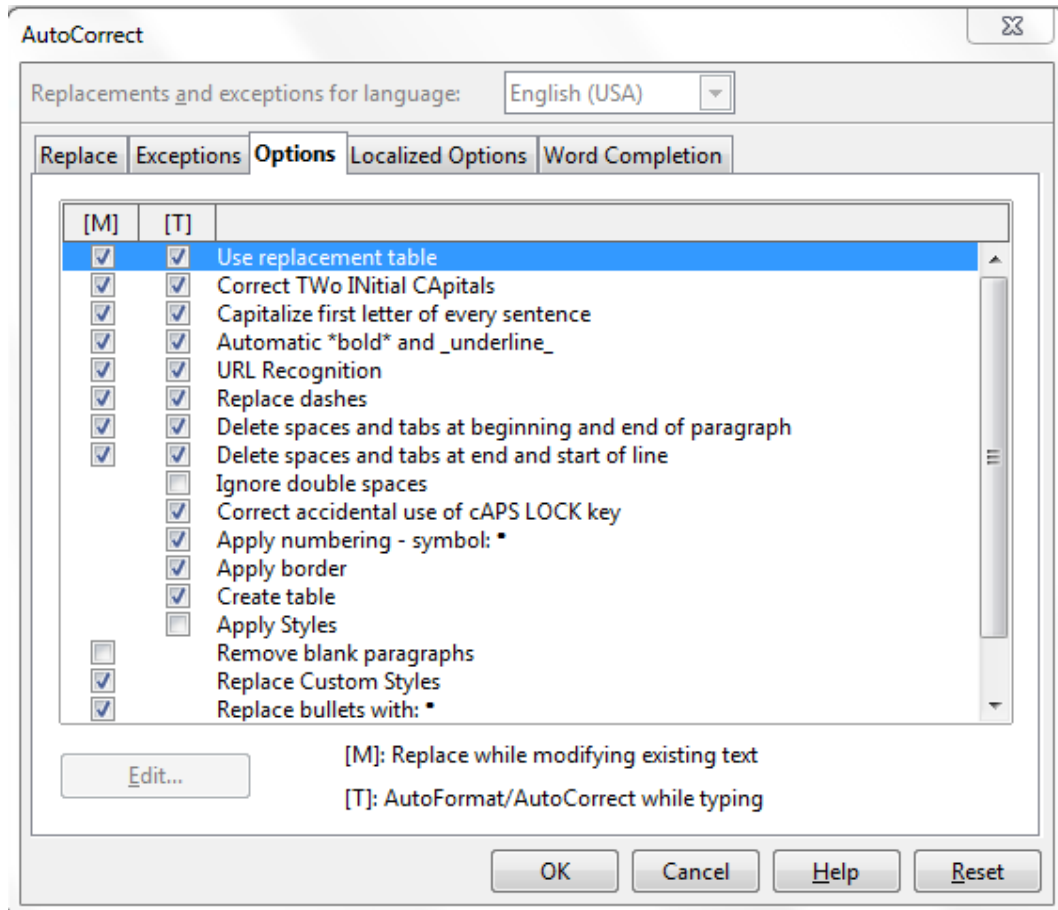 AutoCorrect
Replacements and exceptions for language: English (USA)
Replace Exceptions Options Localized Options Word Completion
[M] [T]
Use replacement table
Correct TWo INitial CApitals
Capitalize first letter of every sentence
Automatic *bold* and _underline_
URL Recognition
Replace dashes
Delete spaces and tabs at beginning and end of paragraph
Delete spaces and tabs at end and start of line
Ignore double spaces
Correct accidental use of cAPS LOCK key
Apply numbering - symbol: •
Apply border
Create table
Apply Styles
Remove blank paragraphs
Replace Custom Styles
Replace bullets with: •
Edit...
[M]: Replace while modifying existing text
[T]: AutoFormat/AutoCorrect while typing
OK Cancel Help Reset